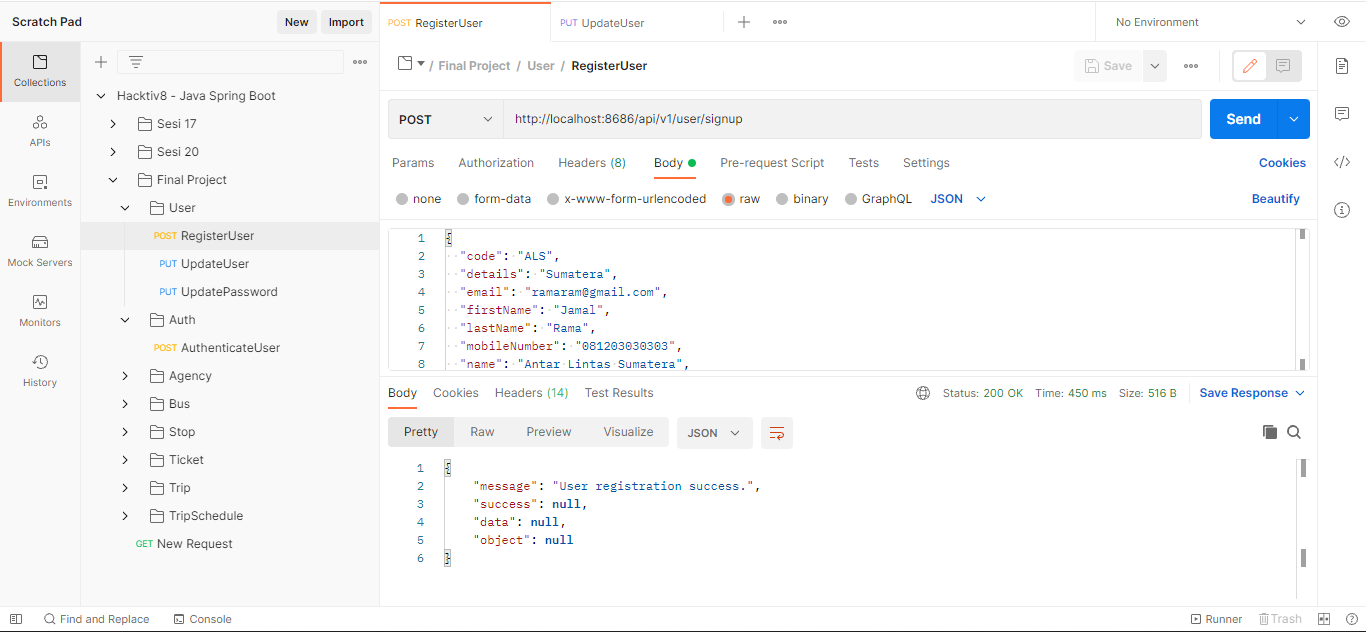 Scratch Pad
New
Import
POST RegisterUser
PUT UpdateUser
No Environment
Collections
APIs
Environments
Mock Servers
Monitors
History
Hacktiv8 - Java Spring Boot
Sesi 17
Sesi 20
Final Project
User
POST RegisterUser
PUT UpdateUser
PUT UpdatePassword
Auth
POST AuthenticateUser
Agency
Bus
Stop
Ticket
Trip
TripSchedule
GET New Request
/ Final Project / User / RegisterUser
Save
POST
http://localhost:8686/api/v1/user/signup
Send
Params Authorization Headers (8) Body Pre-request Script Tests Settings
Cookies
none form-data x-www-form-urlencoded raw binary GraphQL JSON
Beautify
1 {
2 "code": "ALS",
3 "details": "Sumatera",
4 "email": "ramaram@gmail.com",
5 "firstName": "Jamal",
6 "lastName": "Rama",
7 "mobileNumber": "081203030303",
8 "name": "Antar Lintas Sumatera",
Body Cookies Headers (14) Test Results
Status: 200 OK Time: 450 ms Size: 516 B
Save Response
Pretty Raw Preview Visualize JSON
1 {
2 "message": "User registration success.",
3 "success": null,
4 "data": null,
5 "object": null
6 }
Find and Replace
Console
Runner
Trash